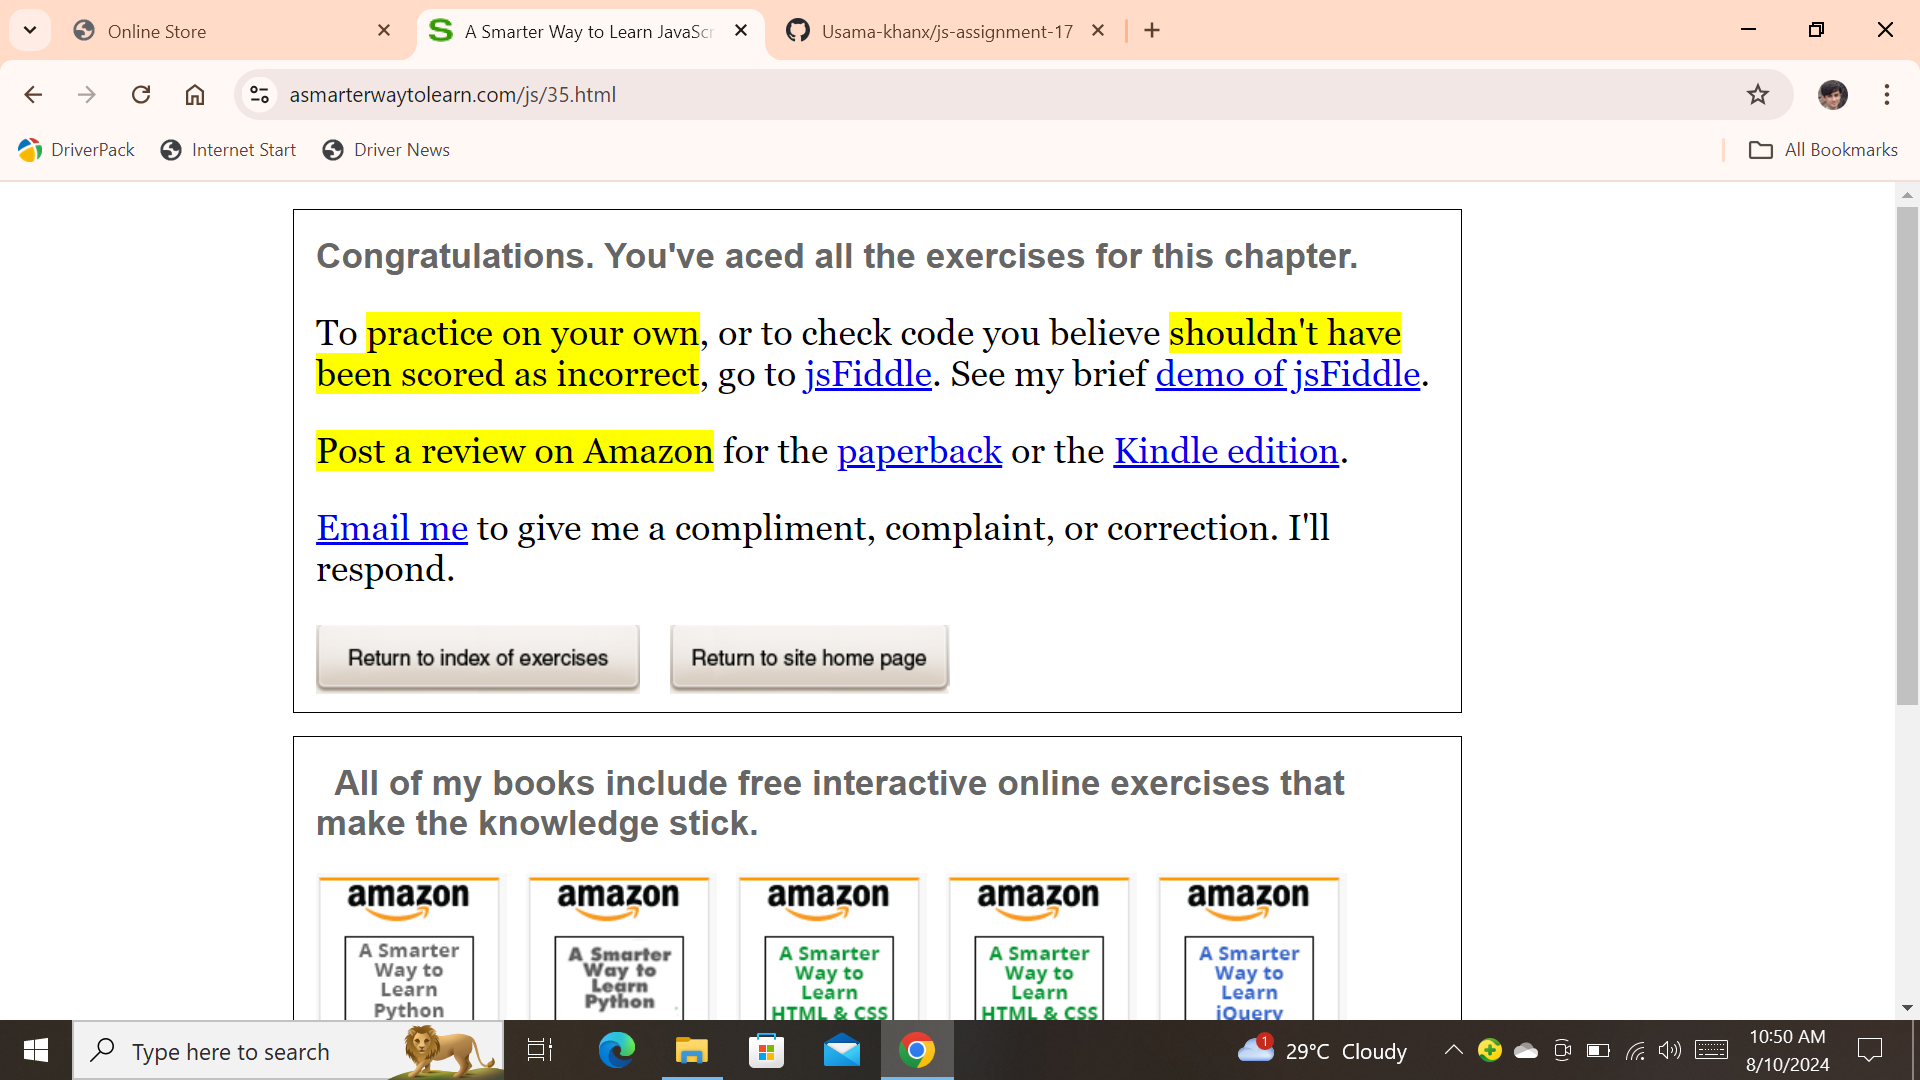 Online Store
A Smarter Way to Learn JavaScr
Usama-khanx/js-assignment-17
asmarterwaytolearn.com/js/35.html
DriverPack
Internet Start
Driver News
All Bookmarks
Congratulations. You've aced all the exercises for this chapter.
To practice on your own, or to check code you believe shouldn't have
been scored as incorrect, go to jsFiddle. See my brief demo of jsFiddle.
Post a review on Amazon for the paperback or the Kindle edition.
Email me to give me a compliment, complaint, or correction. I'll
respond.
Return to index of exercises
Return to site home page
All of my books include free interactive online exercises that
make the knowledge stick.
amazon
A Smarter
Way to
Learn
Python
amazon
A Smarter
Way to
Learn
Python
amazon
A Smarter
Way to
Learn
HTML & CSS
amazon
A Smarter
Way to
Learn
HTML & CSS
amazon
A Smarter
Way to
Learn
jQuery
Type here to search
1
29°C Cloudy
10:50 AM
8/10/2024